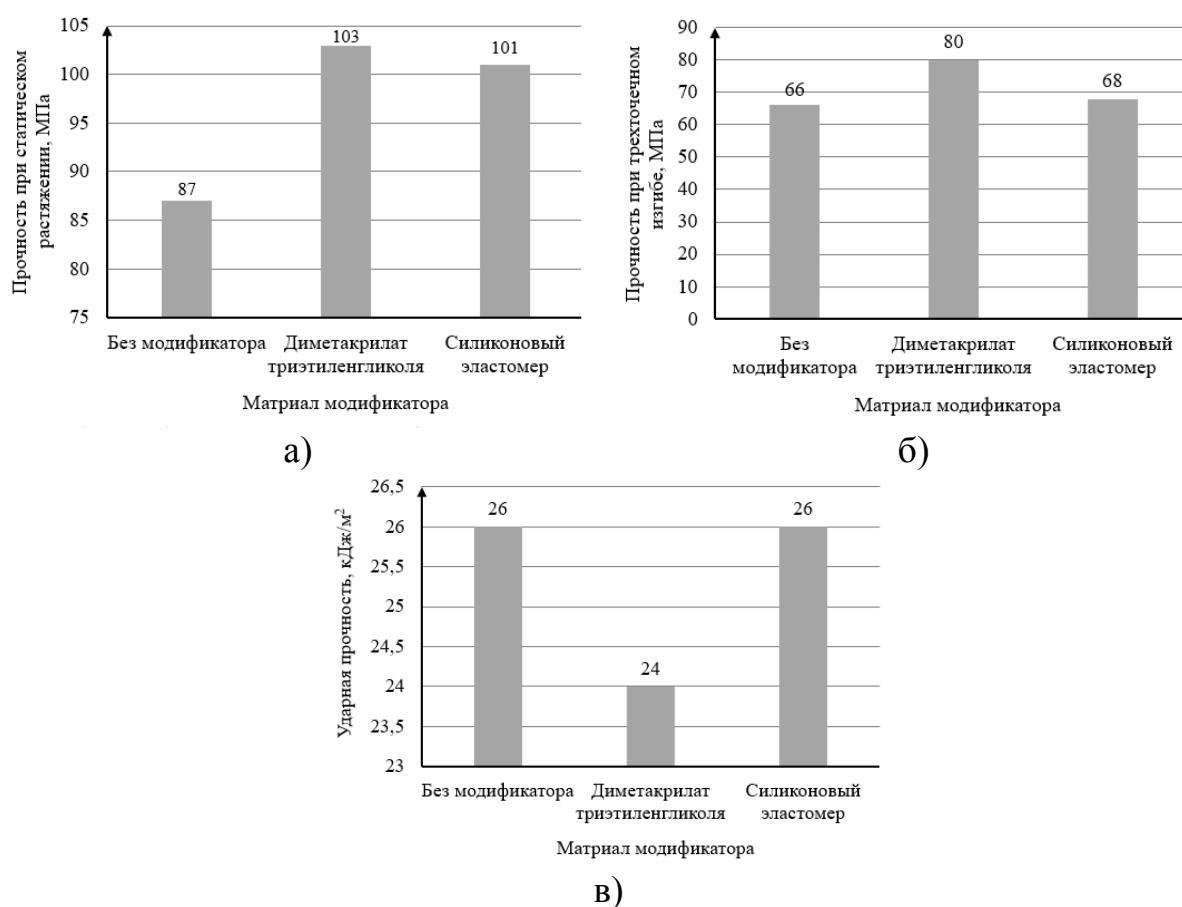 Прочность при статическом
растяжении, МПа
105
100
95
90
85
80
75
87
103
101
Без модификатора
Диметакрилат
триэтиленгликоля
Силиконовый
эластомер
Матриал модификатора
а)
Прочность при трехточечном
изгибе, МПа
90
80
70
60
50
40
30
20
10
0
66
80
68
Без
модификатора
Диметакрилат
триэтиленгликоля
Силиконовый
эластомер
Матриал модификатора
б)
Ударная прочность, кДж/м²
26,5
26
25,5
25
24,5
24
23,5
23
26
24
26
Без модификатора
Диметакрилат
триэтиленгликоля
Силиконовый
эластомер
Матриал модификатора
в)